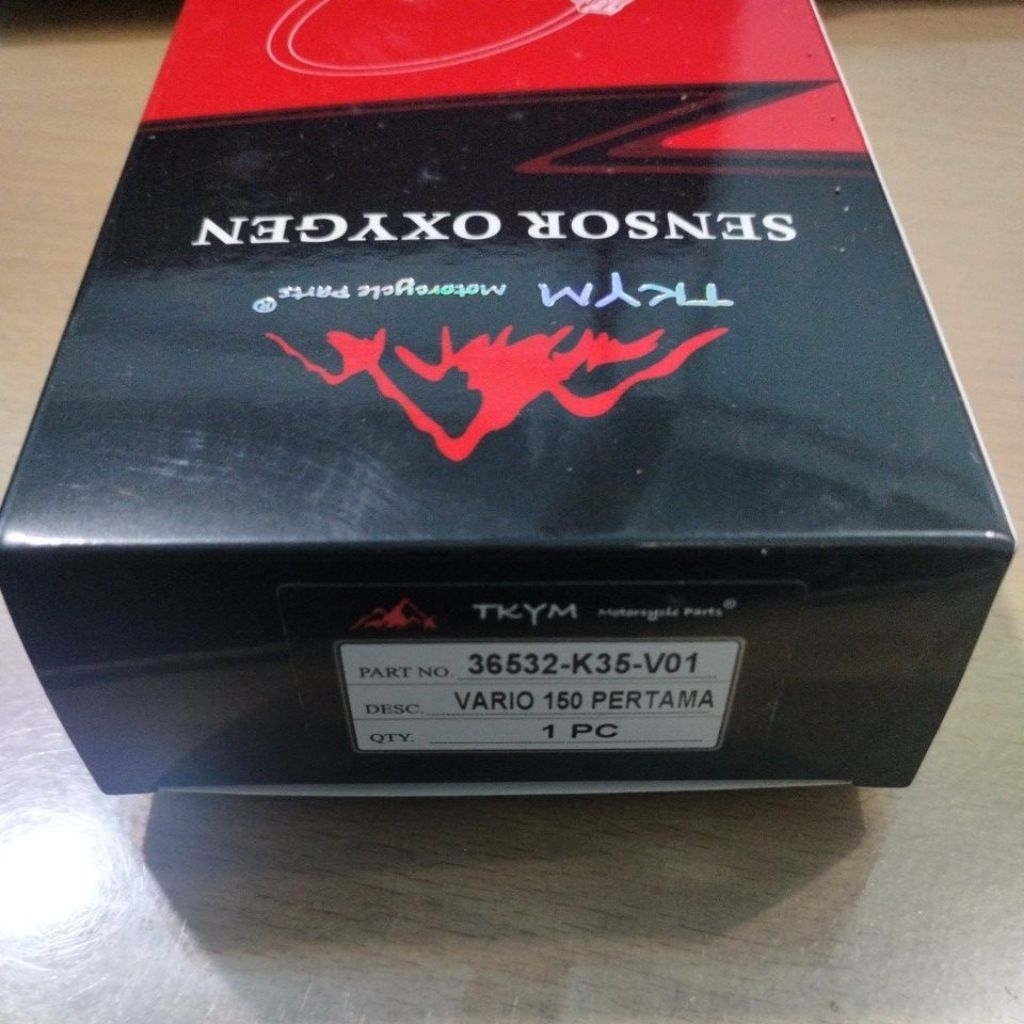 SENSOR OXYGEN
TKYM Motorcycle Parts®
TKYM Motorcycle Parts®
PART NO. 36532-K35-V01
DESC. VARIO 150 PERTAMA
QTY. 1 PC